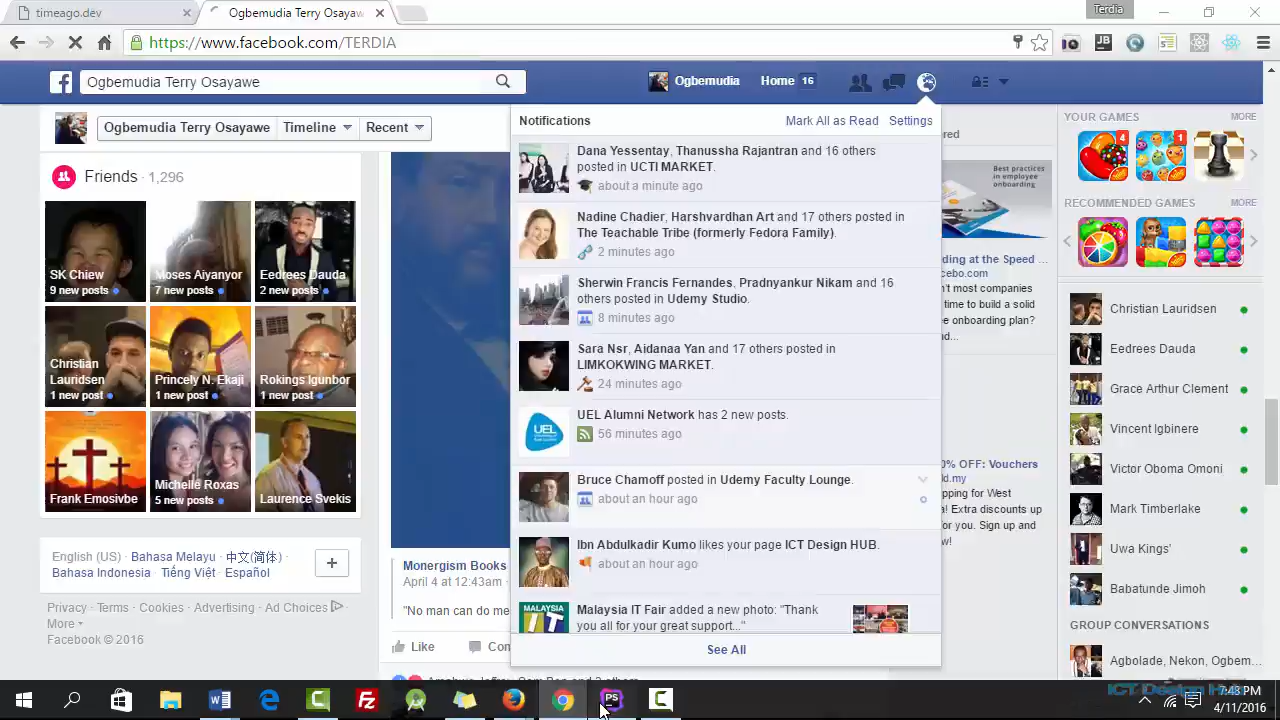 timeago.dev
Ogbemudia Terry Osayaw
Terdia
https://www.facebook.com/TERDIA
Ogbemudia Terry Osayawe
Ogbemudia
Home 16
Ogbemudia Terry Osayawe
Timeline
Recent
Friends · 1,296
SK Chiew
9 new posts
Moses Aiyanyor
7 new posts
Eedrees Dauda
2 new posts
Christian
Lauridsen
1 new post
Princely N. Ekaji
1 new post
Rokings Igunbor
1 new post
Frank Emosivbe
Michelle Roxas
5 new posts
Laurence Svekis
English (US) · Bahasa Melayu · 中文(简体) ·
Bahasa Indonesia · Tiếng Việt · Español
Privacy · Terms · Cookies · Advertising · Ad Choices
More
Facebook © 2016
Monergism Books
April 4 at 12:43am
"No man can do me
Like
Com
Notifications
Mark All as Read
Settings
Dana Yessentay, Thanussha Rajantran and 16 others
posted in UCTI MARKET.
about a minute ago
Nadine Chadier, Harshvardhan Art and 17 others posted in
The Teachable Tribe (formerly Fedora Family).
2 minutes ago
Sherwin Francis Fernandes, Pradnyankur Nikam and 16
others posted in Udemy Studio.
8 minutes ago
Sara Nsr, Aidanaa Yan and 17 others posted in
LIMKOKWING MARKET.
24 minutes ago
UEL
UEL Alumni Network has 2 new posts.
56 minutes ago
Bruce Chamoff posted in Udemy Faculty Lounge.
about an hour ago
Ibn Abdulkadir Kumo likes your page ICT Design HUB.
about an hour ago
MALAYSIA
IT
Malaysia IT Fair added a new photo: "Thank
you all for your great support..."
See All
ored
Best practices
in employee
onboarding
ding at the Speed ...
cebo.com
n't most companies
time to build a solid
e onboarding plan?
nd...
0% OFF: Vouchers
ld.my
pping for West
a! Extra discounts up
or you. Sign up and
w!
YOUR GAMES
MORE
4
1
RECOMMENDED GAMES
MORE
Christian Lauridsen
Eedrees Dauda
Grace Arthur Clement
Vincent Igbinere
Victor Oboma Omoni
Mark Timberlake
Uwa Kings'
Babatunde Jimoh
GROUP CONVERSATIONS
Agbolade, Nekon, Ogbem...
ICT Design Hub
7:43 PM
4/11/2016